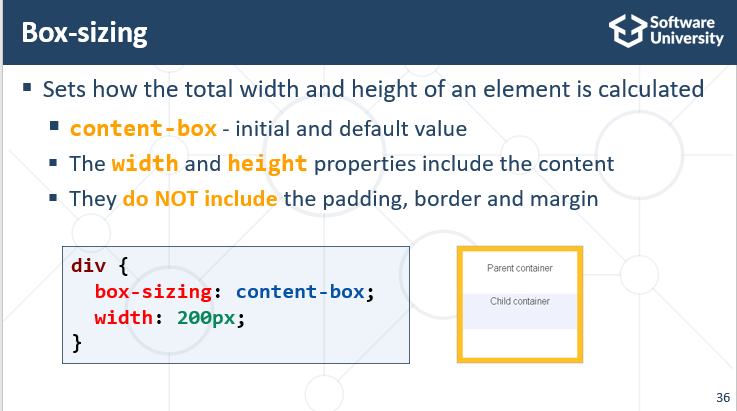 Box-sizing
Software
University
▪ Sets how the total width and height of an element is calculated
▪ content-box - initial and default value
▪ The width and height properties include the content
▪ They do NOT include the padding, border and margin
div {
  box-sizing: content-box;
  width: 200px;
}
Parent container
Child container
36